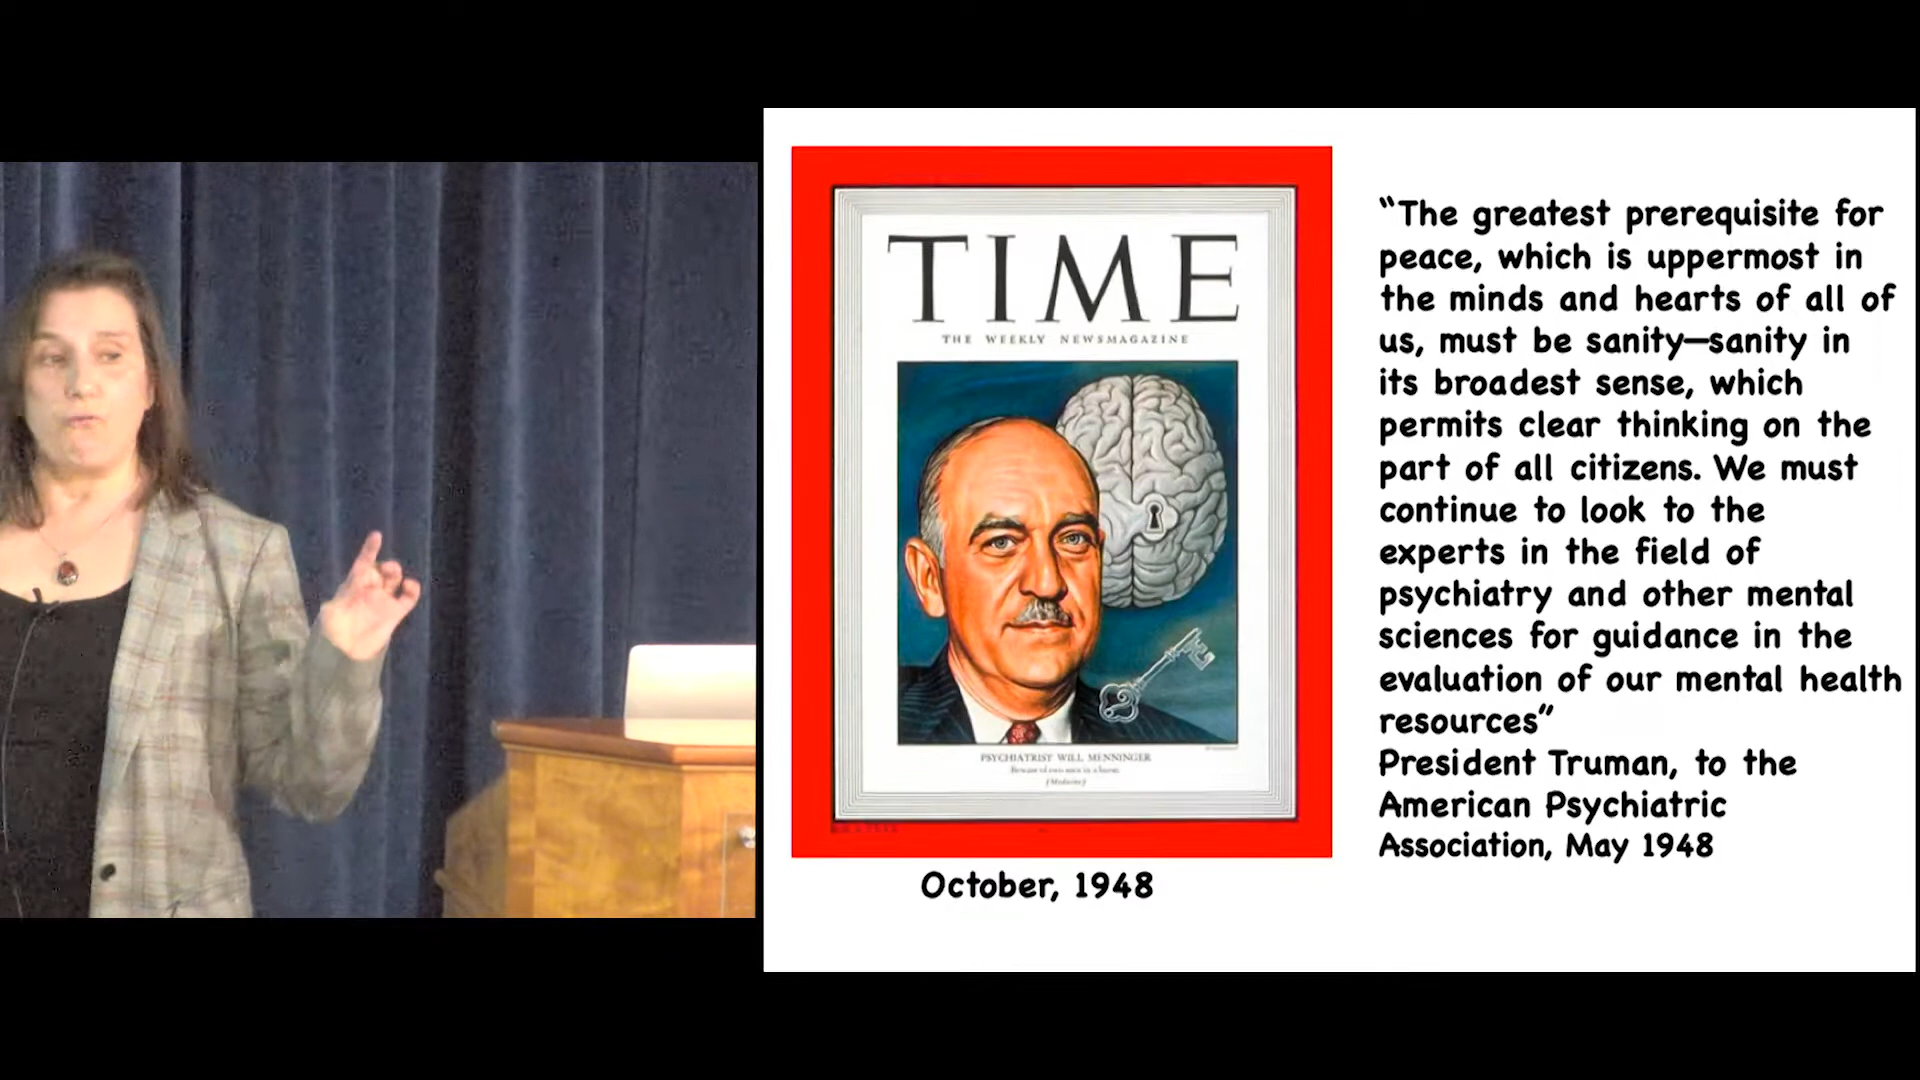 TIME
THE WEEKLY NEWSMAGAZINE
PSYCHIATRIST WILL MENNINGER
(Medicine)
October, 1948
“The greatest prerequisite for
peace, which is uppermost in
the minds and hearts of all of
us, must be sanity—sanity in
its broadest sense, which
permits clear thinking on the
part of all citizens. We must
continue to look to the
experts in the field of
psychiatry and other mental
sciences for guidance in the
evaluation of our mental health
resources”
President Truman, to the
American Psychiatric
Association, May 1948